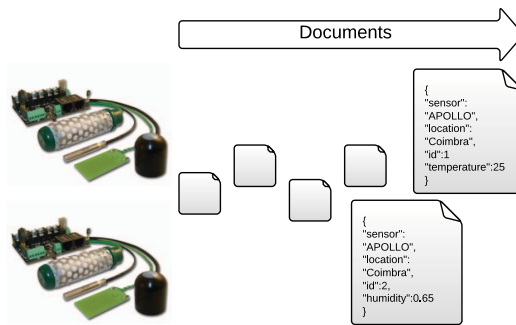 Documents
{
"sensor":
"APOLLO",
"location":
"Coimbra",
"id":1
"temperature":25
}
{
"sensor":
"APOLLO",
"location":
"Coimbra",
"id":2,
"humidity":0.65
}